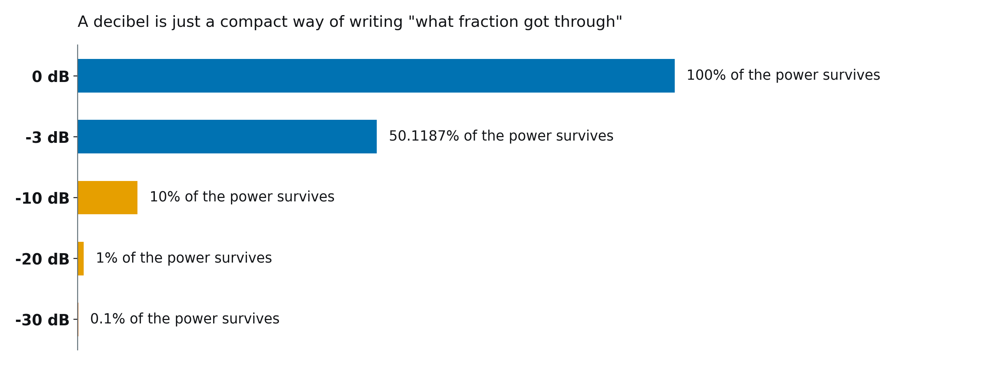 A decibel is just a compact way of writing "what fraction got through"
0 dB 100% of the power survives
-3 dB 50.1187% of the power survives
-10 dB 10% of the power survives
-20 dB 1% of the power survives
-30 dB 0.1% of the power survives